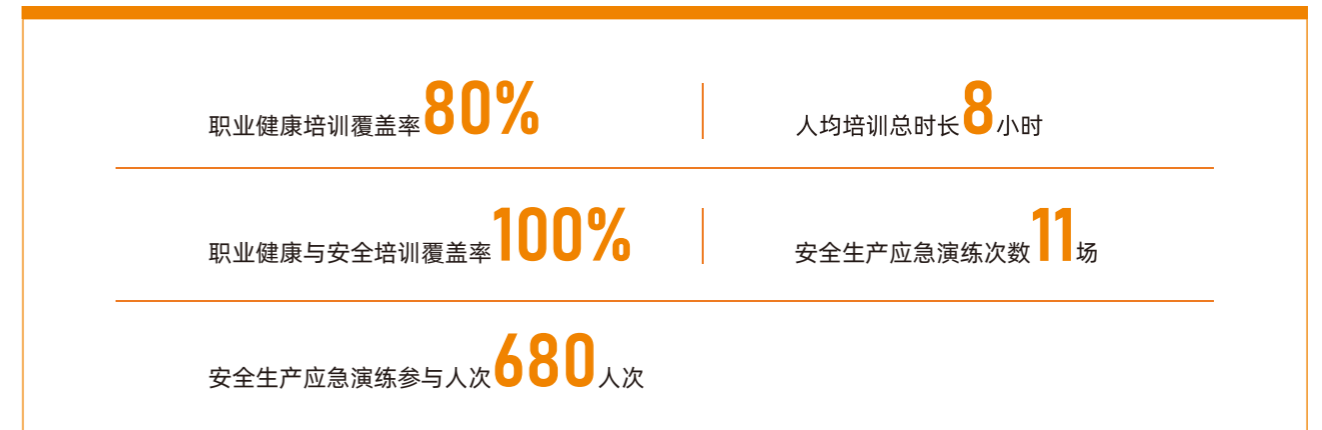 职业健康培训覆盖率80%
人均培训总时长8小时
职业健康与安全培训覆盖率100%
安全生产应急演练次数11场
安全生产应急演练参与人次680人次